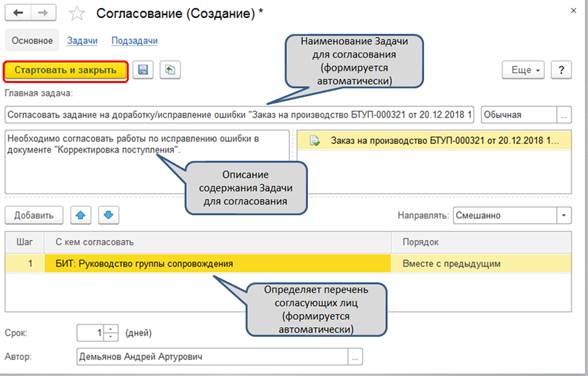 Согласование (Создание) *
Основное Задачи Подзадачи
Наименование Задачи
для согласования
(формируется
автоматически)
Стартовать и закрыть
Еще
?
Главная задача:
Согласовать задание на доработку/исправление ошибки "Заказ на производство БТУП-000321 от 20.12.2018 1
Обычная
...
Необходимо согласовать работы по исправлению ошибки в
документе "Корректировка поступления".
Заказ на производство БТУП-000321 от 20.12.2018 1...
Описание
содержания Задачи
для согласования
Добавить
Направлять: Смешанно
Шаг С кем согласовать Порядок
1 БИТ: Руководство группы сопровождения Вместе с предыдущим
Определяет перечень
согласующих лиц
(формируется
автоматически)
Срок: 1 (дней)
Автор: Демьянов Андрей Артурович ...